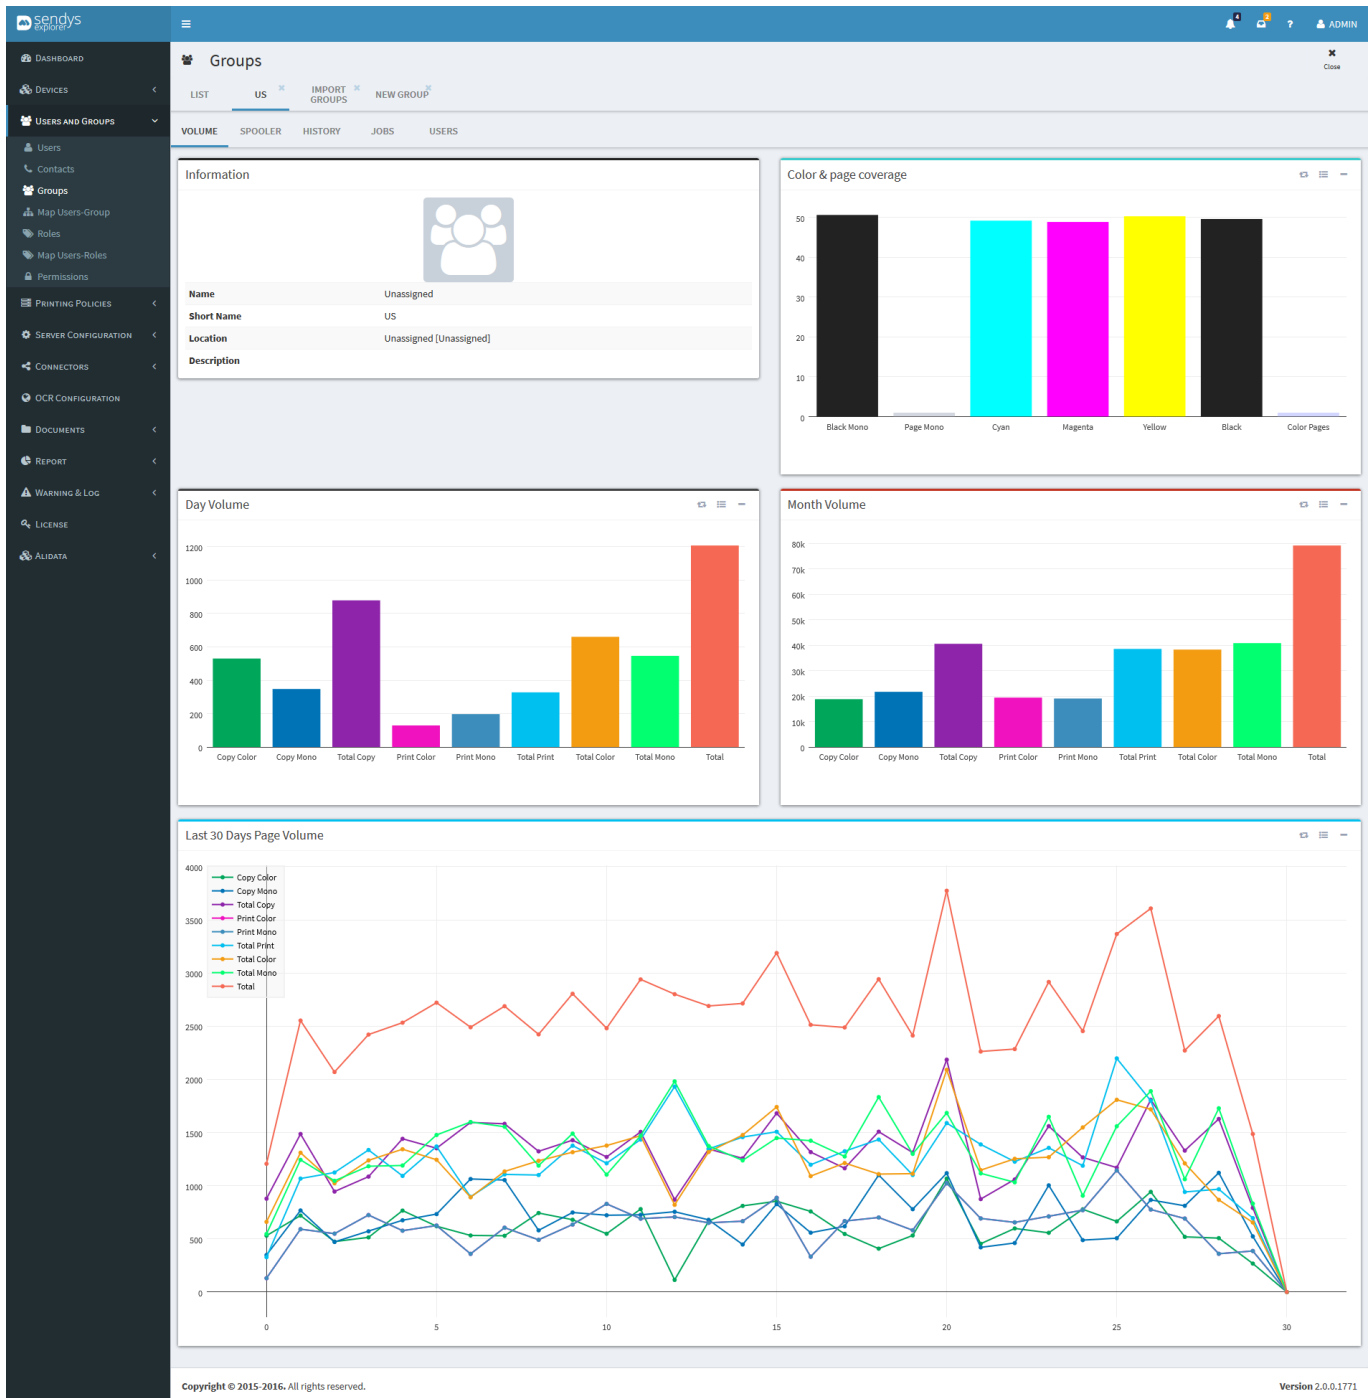 sendys
explorer
4
2
?
ADMIN
DASHBOARD
DEVICES
USERS AND GROUPS
Users
Contacts
Groups
Map Users-Group
Roles
Map Users-Roles
Permissions
PRINTING POLICIES
SERVER CONFIGURATION
CONNECTORS
OCR CONFIGURATION
DOCUMENTS
REPORT
WARNING & LOG
LICENSE
ALIDATA
Groups
Close
LIST
US
IMPORT
GROUPS
NEW GROUP
VOLUME SPOOLER HISTORY JOBS USERS
Information
Name Unassigned
Short Name US
Location Unassigned [Unassigned]
Description
Color & page coverage
50
40
30
20
10
0
Black Mono Page Mono Cyan Magenta Yellow Black Color Pages
Day Volume
1200
1000
800
600
400
200
0
Copy Color Copy Mono Total Copy Print Color Print Mono Total Print Total Color Total Mono Total
Month Volume
80k
70k
60k
50k
40k
30k
20k
10k
0
Copy Color Copy Mono Total Copy Print Color Print Mono Total Print Total Color Total Mono Total
Last 30 Days Page Volume
4000
3500
3000
2500
2000
1500
1000
500
0
Copy Color
Copy Mono
Total Copy
Print Color
Print Mono
Total Print
Total Color
Total Mono
Total
0 5 10 15 20 25 30
Copyright © 2015-2016. All rights reserved.
Version 2.0.0.1771